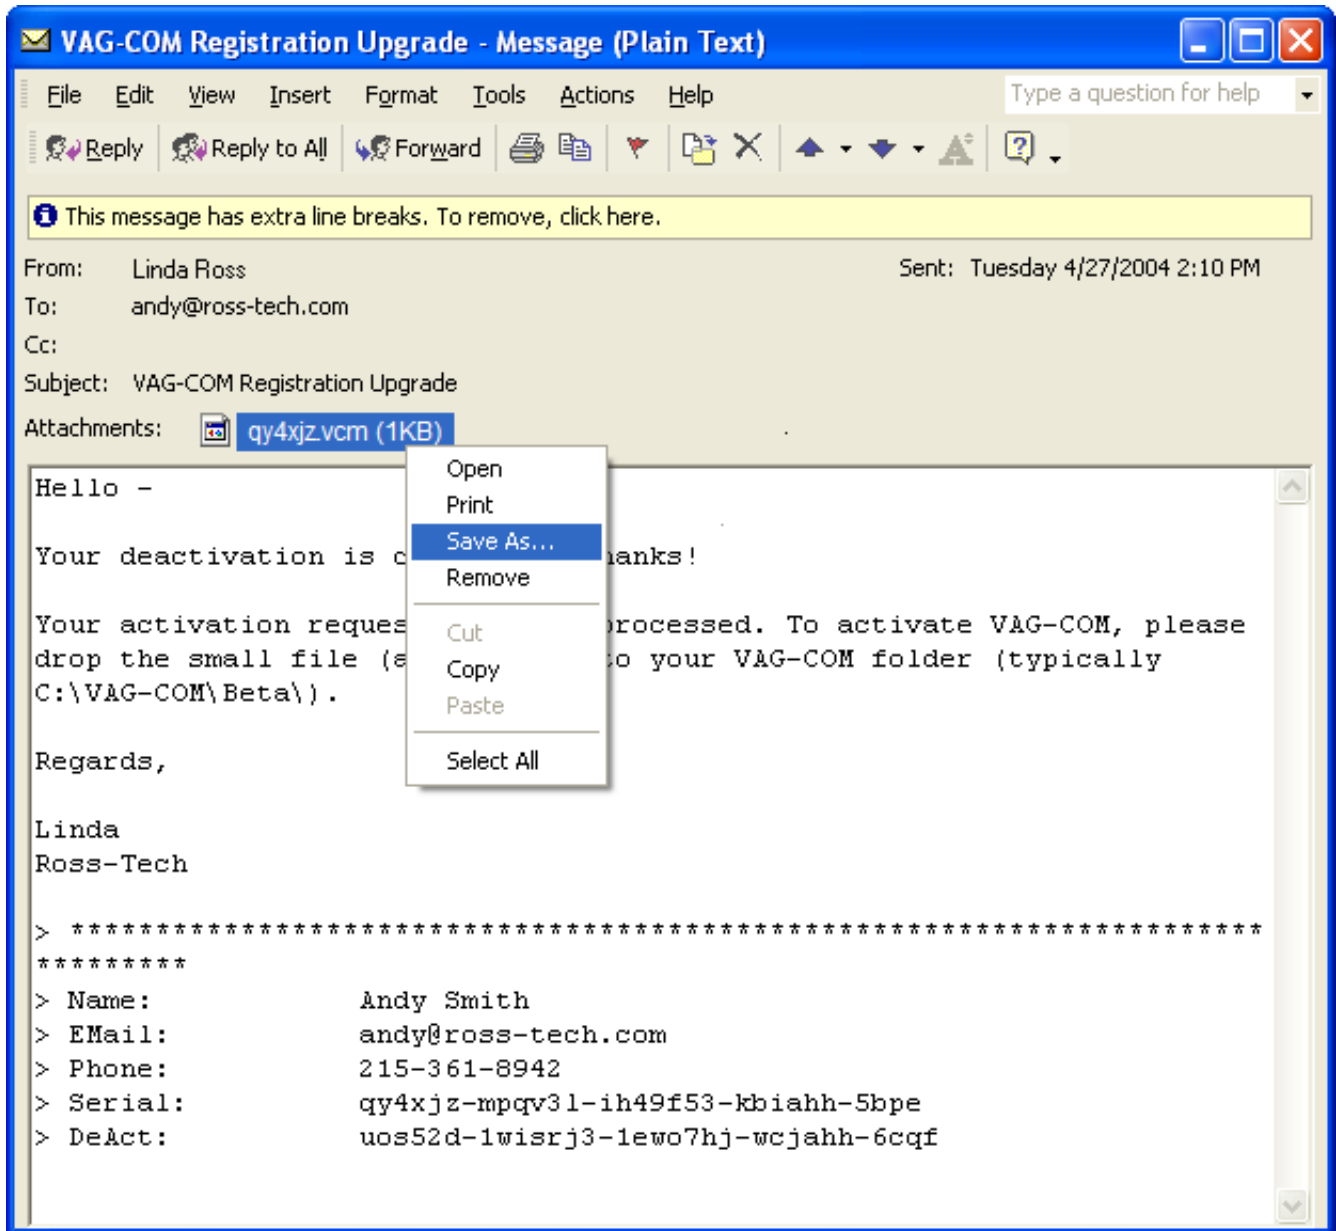 VAG-COM Registration Upgrade - Message (Plain Text)
File Edit View Insert Format Tools Actions Help Type a question for help
Reply Reply to All Forward
This message has extra line breaks. To remove, click here.
From: Linda Ross Sent: Tuesday 4/27/2004 2:10 PM
To: andy@ross-tech.com
Cc:
Subject: VAG-COM Registration Upgrade
Attachments: qy4xjz.vcm (1KB)
Open
Print
Save As...
Remove
Cut
Copy
Paste
Select All
Hello -
Your deactivation is c hanks!
Your activation reques rocessed. To activate VAG-COM, please
drop the small file (a o your VAG-COM folder (typically
C:\VAG-COM\Beta\).
Regards,
Linda
Ross-Tech
> *********************************************************************
*********
> Name: Andy Smith
> EMail: andy@ross-tech.com
> Phone: 215-361-8942
> Serial: qy4xjz-mpqv3l-ih49f53-kbiahh-5bpe
> DeAct: uos52d-1wisrj3-1ewo7hj-wcjahh-6cqf